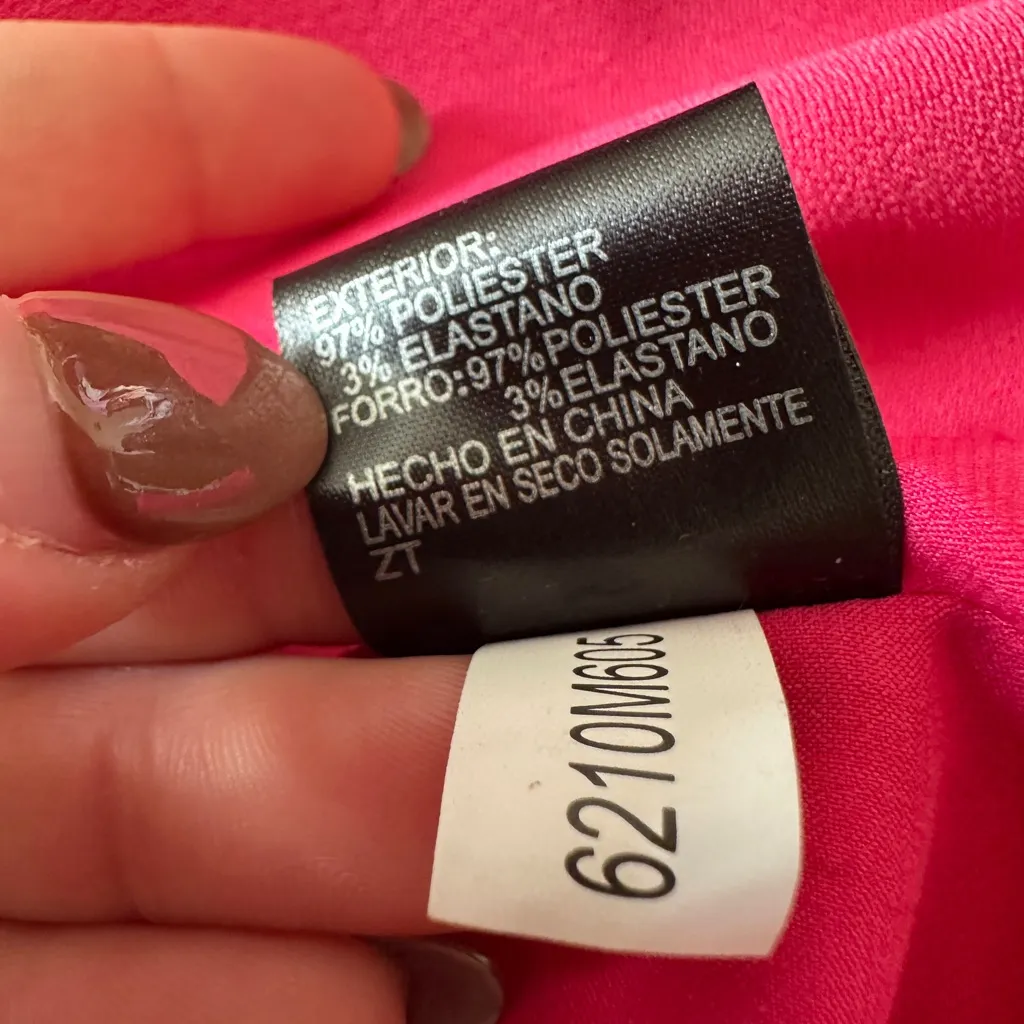 EXTERIOR:
97% POLIESTER
3% ELASTANO
FORRO:97%POLIESTER
3%ELASTANO
HECHO EN CHINA
LAVAR EN SECO SOLAMENTE
ZT
6210M605